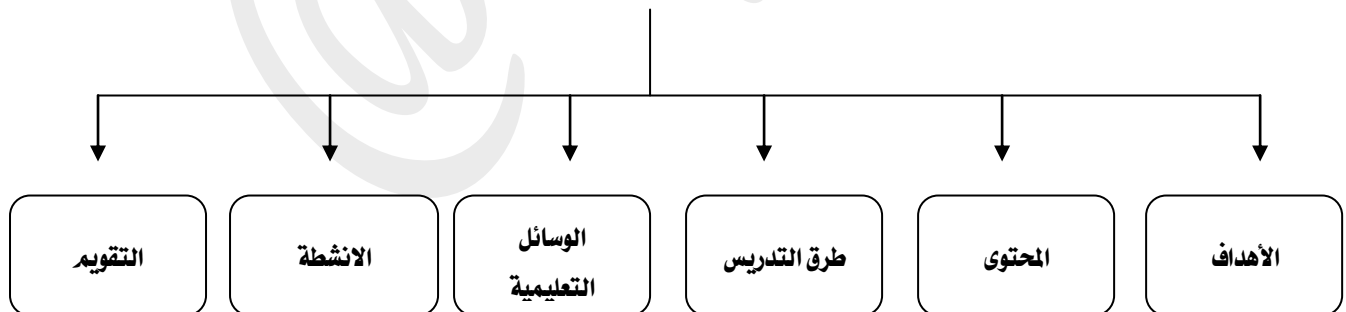 الأهداف
المحتوى
طرق التدريس
الوسائل
التعليمية
الانشطة
التقويم